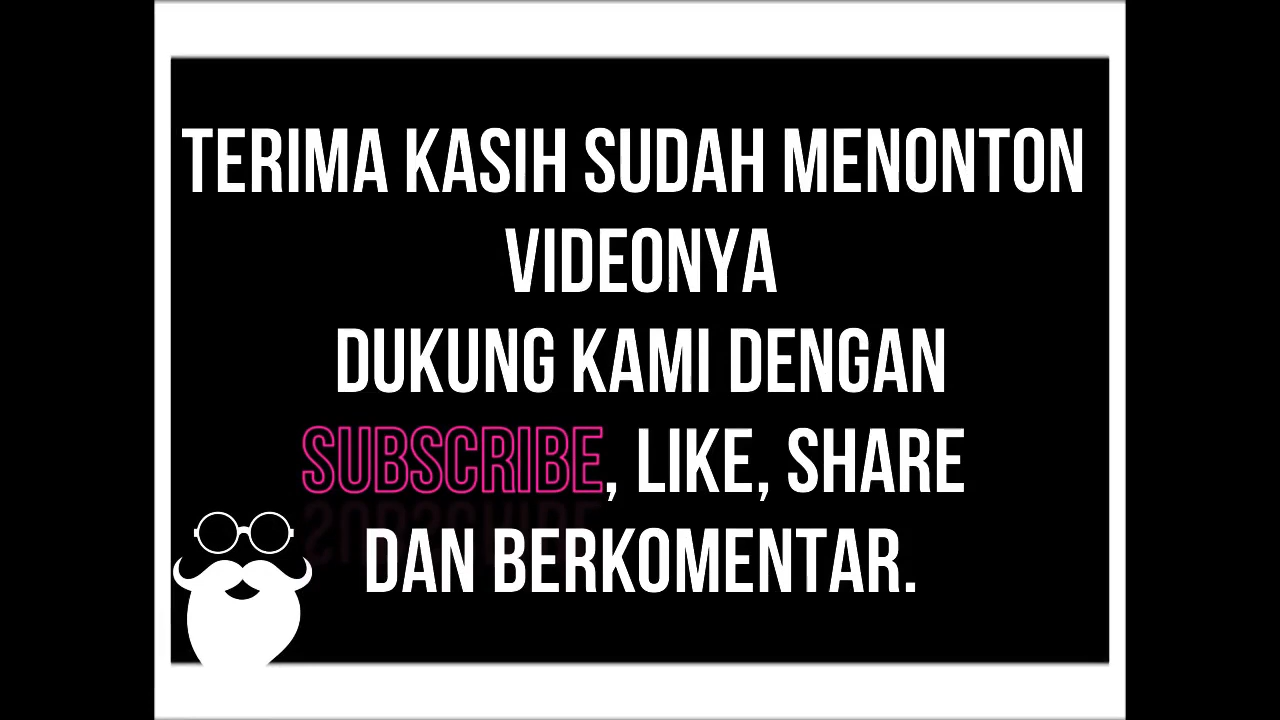 TERIMA KASIH SUDAH MENONTON
VIDEONYA
DUKUNG KAMI DENGAN
SUBSCRIBE, LIKE, SHARE
DAN BERKOMENTAR.